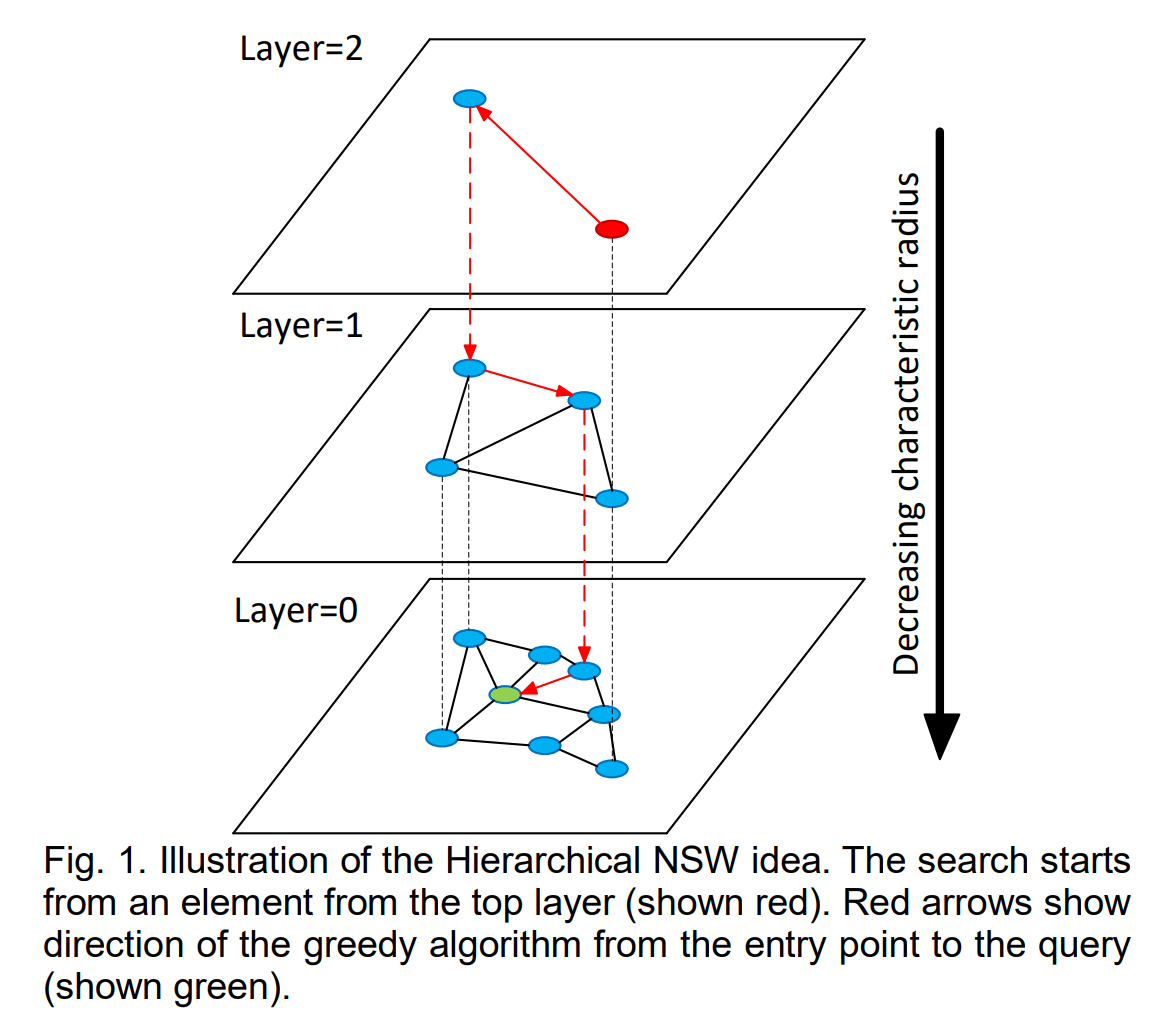 Layer=2
Layer=1
Layer=0
Decreasing characteristic radius
Fig. 1. Illustration of the Hierarchical NSW idea. The search starts
from an element from the top layer (shown red). Red arrows show
direction of the greedy algorithm from the entry point to the query
(shown green).